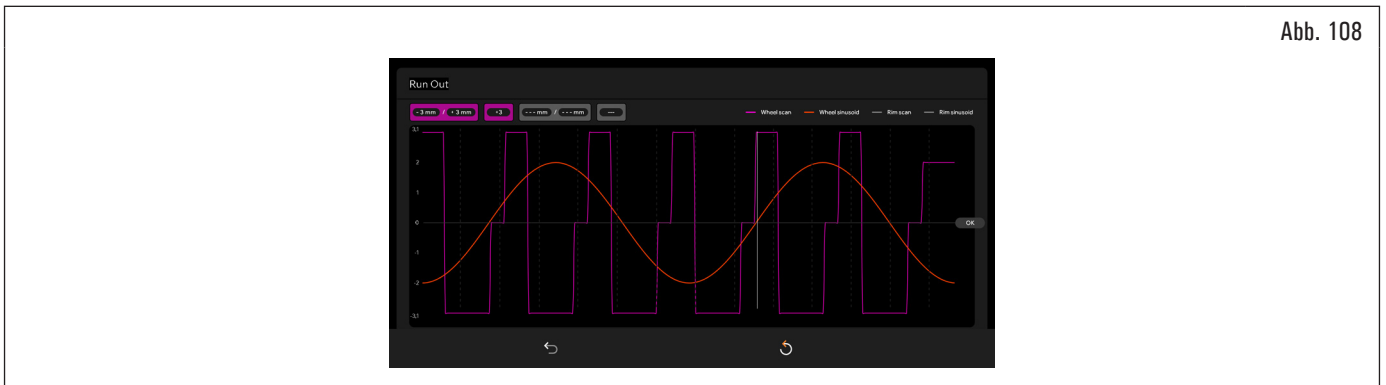 Abb. 108
Run Out
- 3 mm / + 3 mm +3 - - - mm / - - - mm ---
Wheel scan Wheel sinusoid Rim scan Rim sinusoid
3,1
2
1
0
OK
-1
-2
-3,1